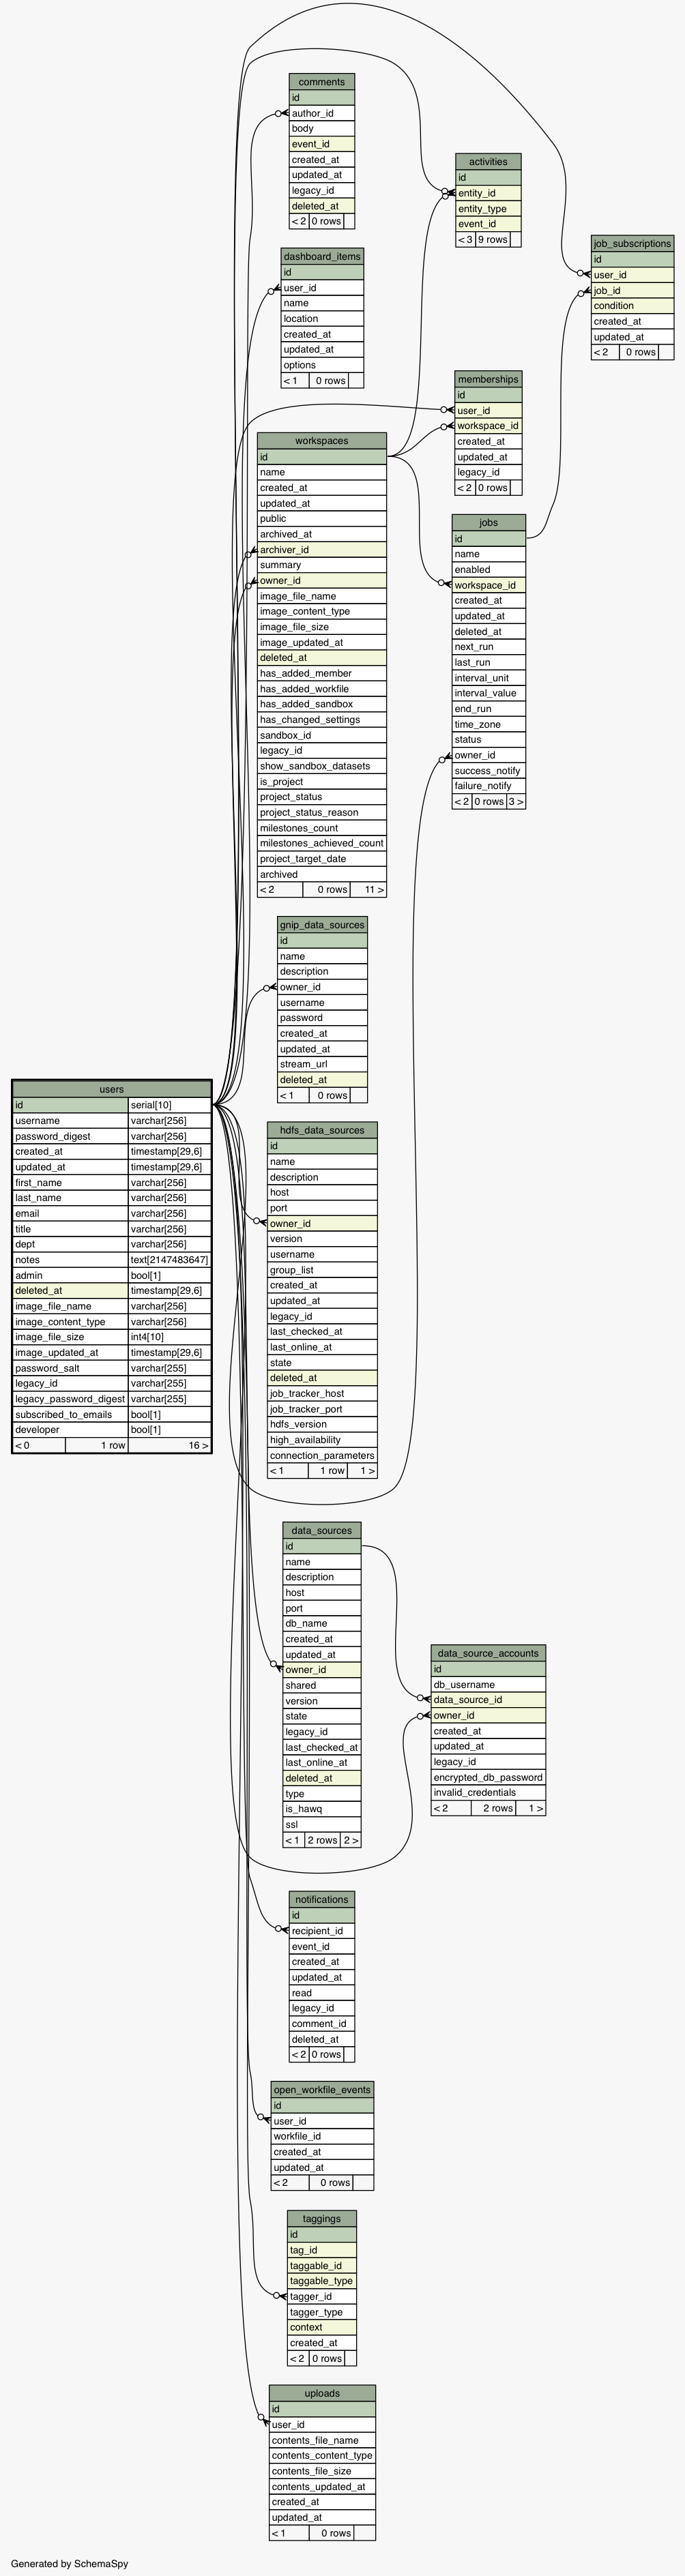 comments
id
author_id
body
event_id
created_at
updated_at
legacy_id
deleted_at
< 2 0 rows
activities
id
entity_id
entity_type
event_id
< 3 9 rows
job_subscriptions
id
user_id
job_id
condition
created_at
updated_at
< 2 0 rows
dashboard_items
id
user_id
name
location
created_at
updated_at
options
< 1 0 rows
memberships
id
user_id
workspace_id
created_at
updated_at
legacy_id
< 2 0 rows
workspaces
id
name
created_at
updated_at
public
archived_at
archiver_id
summary
owner_id
image_file_name
image_content_type
image_file_size
image_updated_at
deleted_at
has_added_member
has_added_workfile
has_added_sandbox
has_changed_settings
sandbox_id
legacy_id
show_sandbox_datasets
is_project
project_status
project_status_reason
milestones_count
milestones_achieved_count
project_target_date
archived
< 2 0 rows 11 >
jobs
id
name
enabled
workspace_id
created_at
updated_at
deleted_at
next_run
last_run
interval_unit
interval_value
end_run
time_zone
status
owner_id
success_notify
failure_notify
< 2 0 rows 3 >
gnip_data_sources
id
name
description
owner_id
username
password
created_at
updated_at
stream_url
deleted_at
< 1 0 rows
users
id serial[10]
username varchar[256]
password_digest varchar[256]
created_at timestamp[29,6]
updated_at timestamp[29,6]
first_name varchar[256]
last_name varchar[256]
email varchar[256]
title varchar[256]
dept varchar[256]
notes text[2147483647]
admin bool[1]
deleted_at timestamp[29,6]
image_file_name varchar[256]
image_content_type varchar[256]
image_file_size int4[10]
image_updated_at timestamp[29,6]
password_salt varchar[255]
legacy_id varchar[255]
legacy_password_digest varchar[255]
subscribed_to_emails bool[1]
developer bool[1]
< 0 1 row 16 >
hdfs_data_sources
id
name
description
host
port
owner_id
version
username
group_list
created_at
updated_at
legacy_id
last_checked_at
last_online_at
state
deleted_at
job_tracker_host
job_tracker_port
hdfs_version
high_availability
connection_parameters
< 1 1 row 1 >
data_sources
id
name
description
host
port
db_name
created_at
updated_at
owner_id
shared
version
state
legacy_id
last_checked_at
last_online_at
deleted_at
type
is_hawq
ssl
< 1 2 rows 2 >
data_source_accounts
id
db_username
data_source_id
owner_id
created_at
updated_at
legacy_id
encrypted_db_password
invalid_credentials
< 2 2 rows 1 >
notifications
id
recipient_id
event_id
created_at
updated_at
read
legacy_id
comment_id
deleted_at
< 2 0 rows
open_workfile_events
id
user_id
workfile_id
created_at
updated_at
< 2 0 rows
taggings
id
tag_id
taggable_id
taggable_type
tagger_id
tagger_type
context
created_at
< 2 0 rows
uploads
id
user_id
contents_file_name
contents_content_type
contents_file_size
contents_updated_at
created_at
updated_at
< 1 0 rows
Generated by SchemaSpy